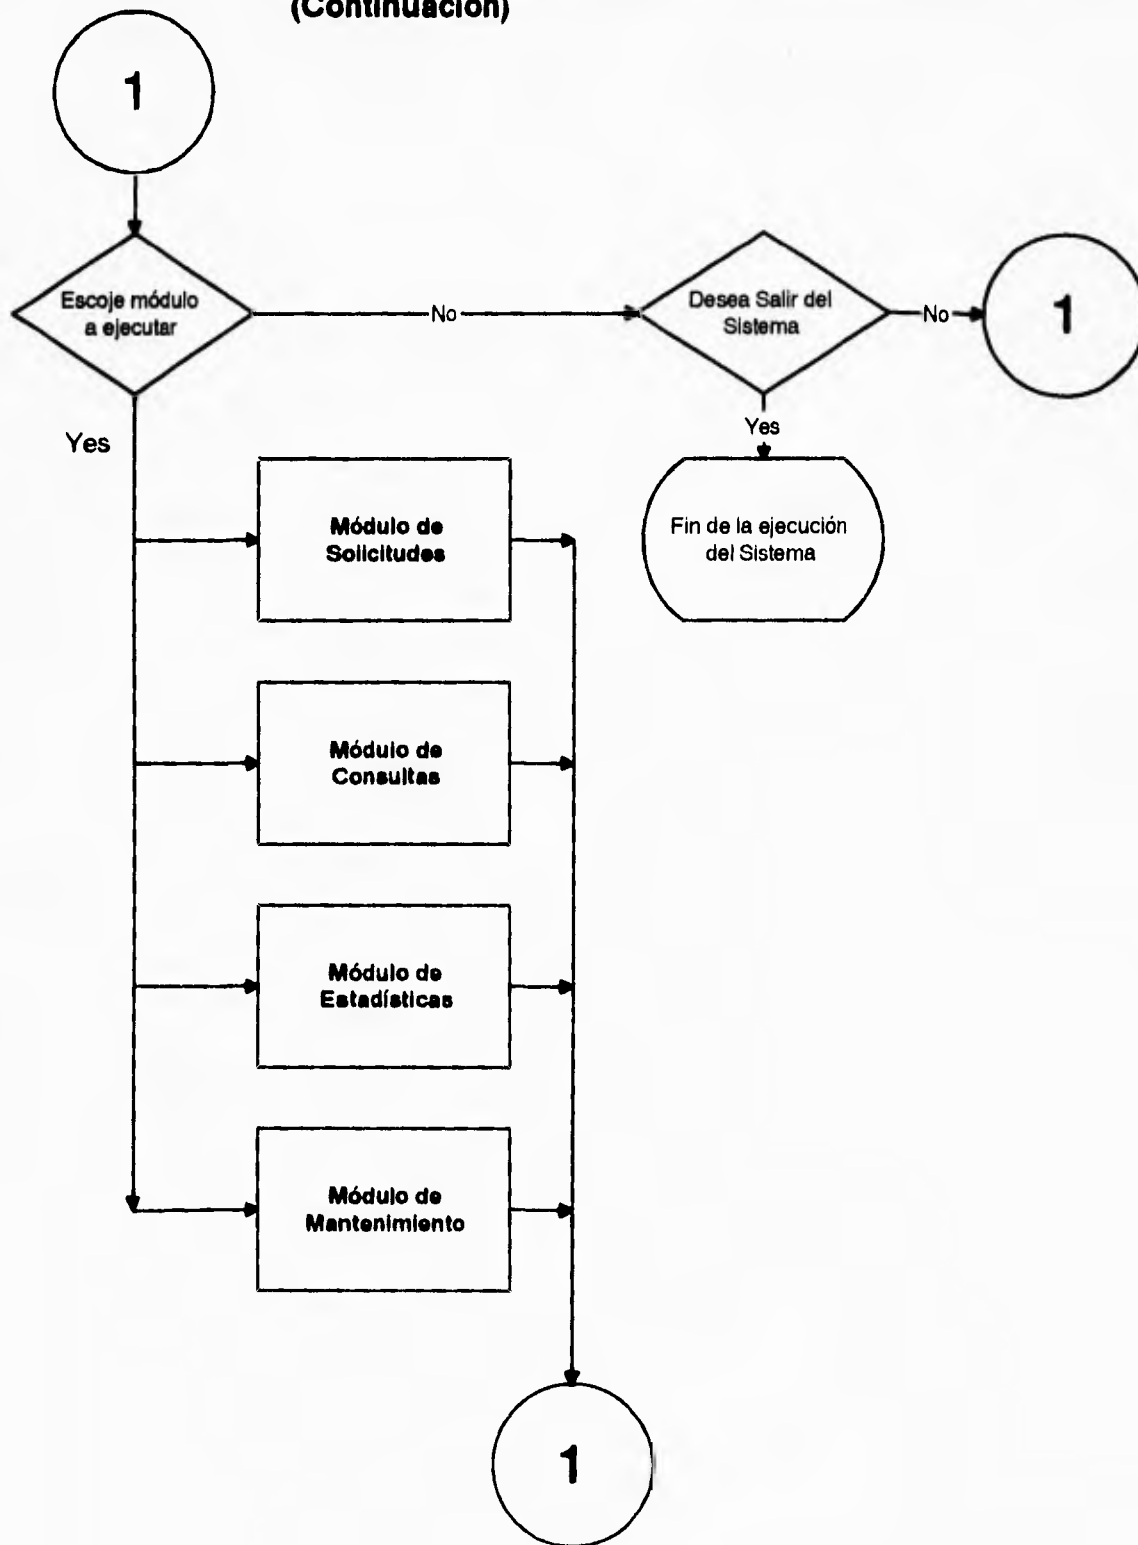 (Continuación)
1
Escoje módulo
a ejecutar
No
Desea Salir del
Sistema
No
1
Yes
Yes
Módulo de
Solicitudes
Fin de la ejecución
del Sistema
Módulo de
Consultas
Módulo de
Estadísticas
Módulo de
Mantenimiento
1